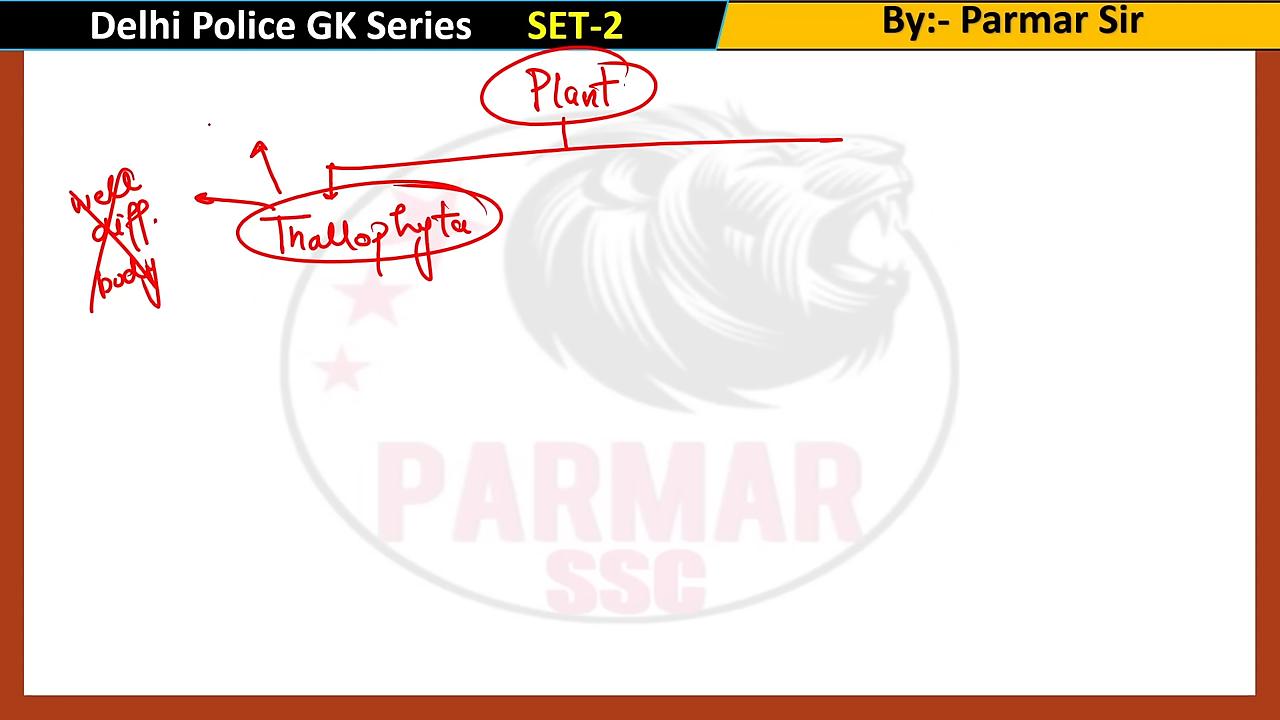 Delhi Police GK Series SET-2
By:- Parmar Sir
Plant
Thallophyta
well
diff.
body
PARMAR
SSC